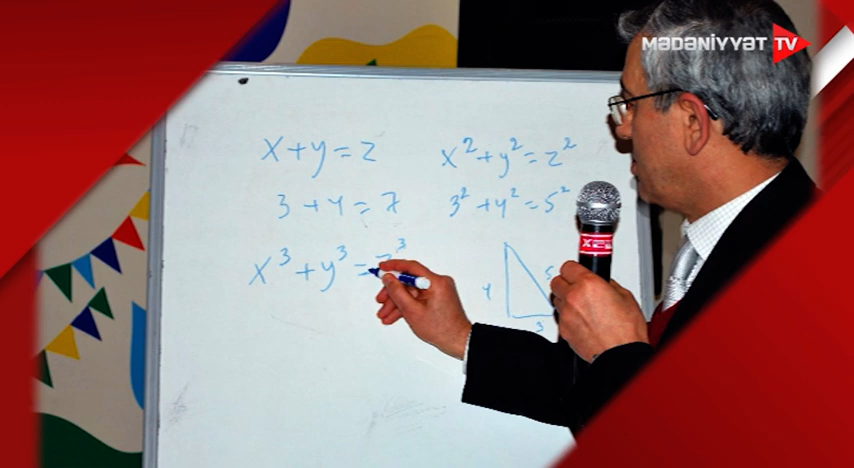 MƏDƏNİYYƏT TV
x + y = z
x² + y² = z²
3 + 4 = 7
3² + 4² = 5²
x³ + y³ = z³
4
5
3